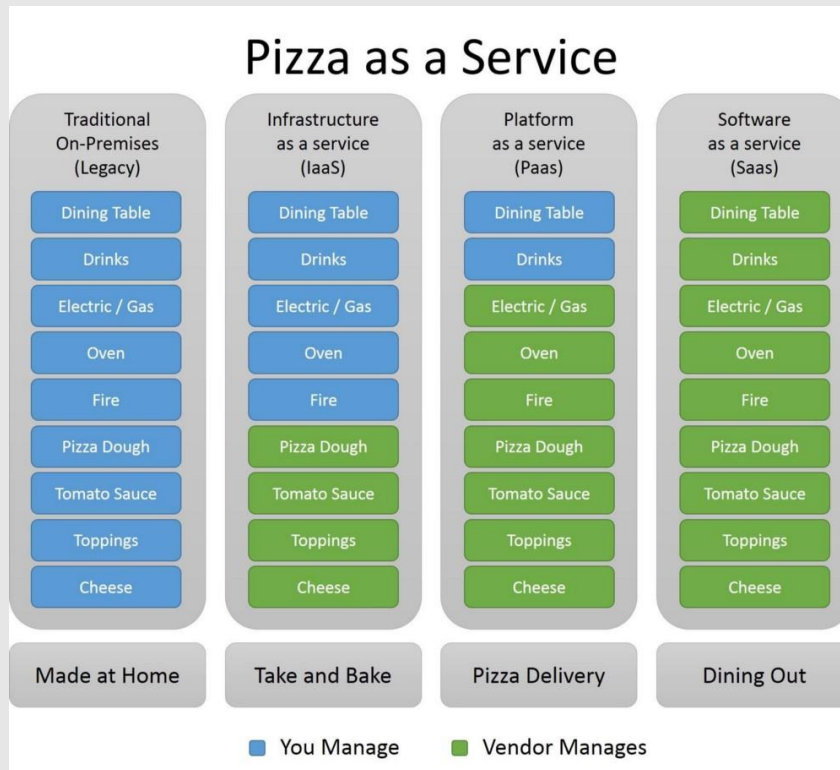 Pizza as a Service
Traditional
On-Premises
(Legacy)
Dining Table
Drinks
Electric / Gas
Oven
Fire
Pizza Dough
Tomato Sauce
Toppings
Cheese
Made at Home
Infrastructure
as a service
(IaaS)
Dining Table
Drinks
Electric / Gas
Oven
Fire
Pizza Dough
Tomato Sauce
Toppings
Cheese
Take and Bake
Platform
as a service
(Paas)
Dining Table
Drinks
Electric / Gas
Oven
Fire
Pizza Dough
Tomato Sauce
Toppings
Cheese
Pizza Delivery
Software
as a service
(Saas)
Dining Table
Drinks
Electric / Gas
Oven
Fire
Pizza Dough
Tomato Sauce
Toppings
Cheese
Dining Out
You Manage
Vendor Manages